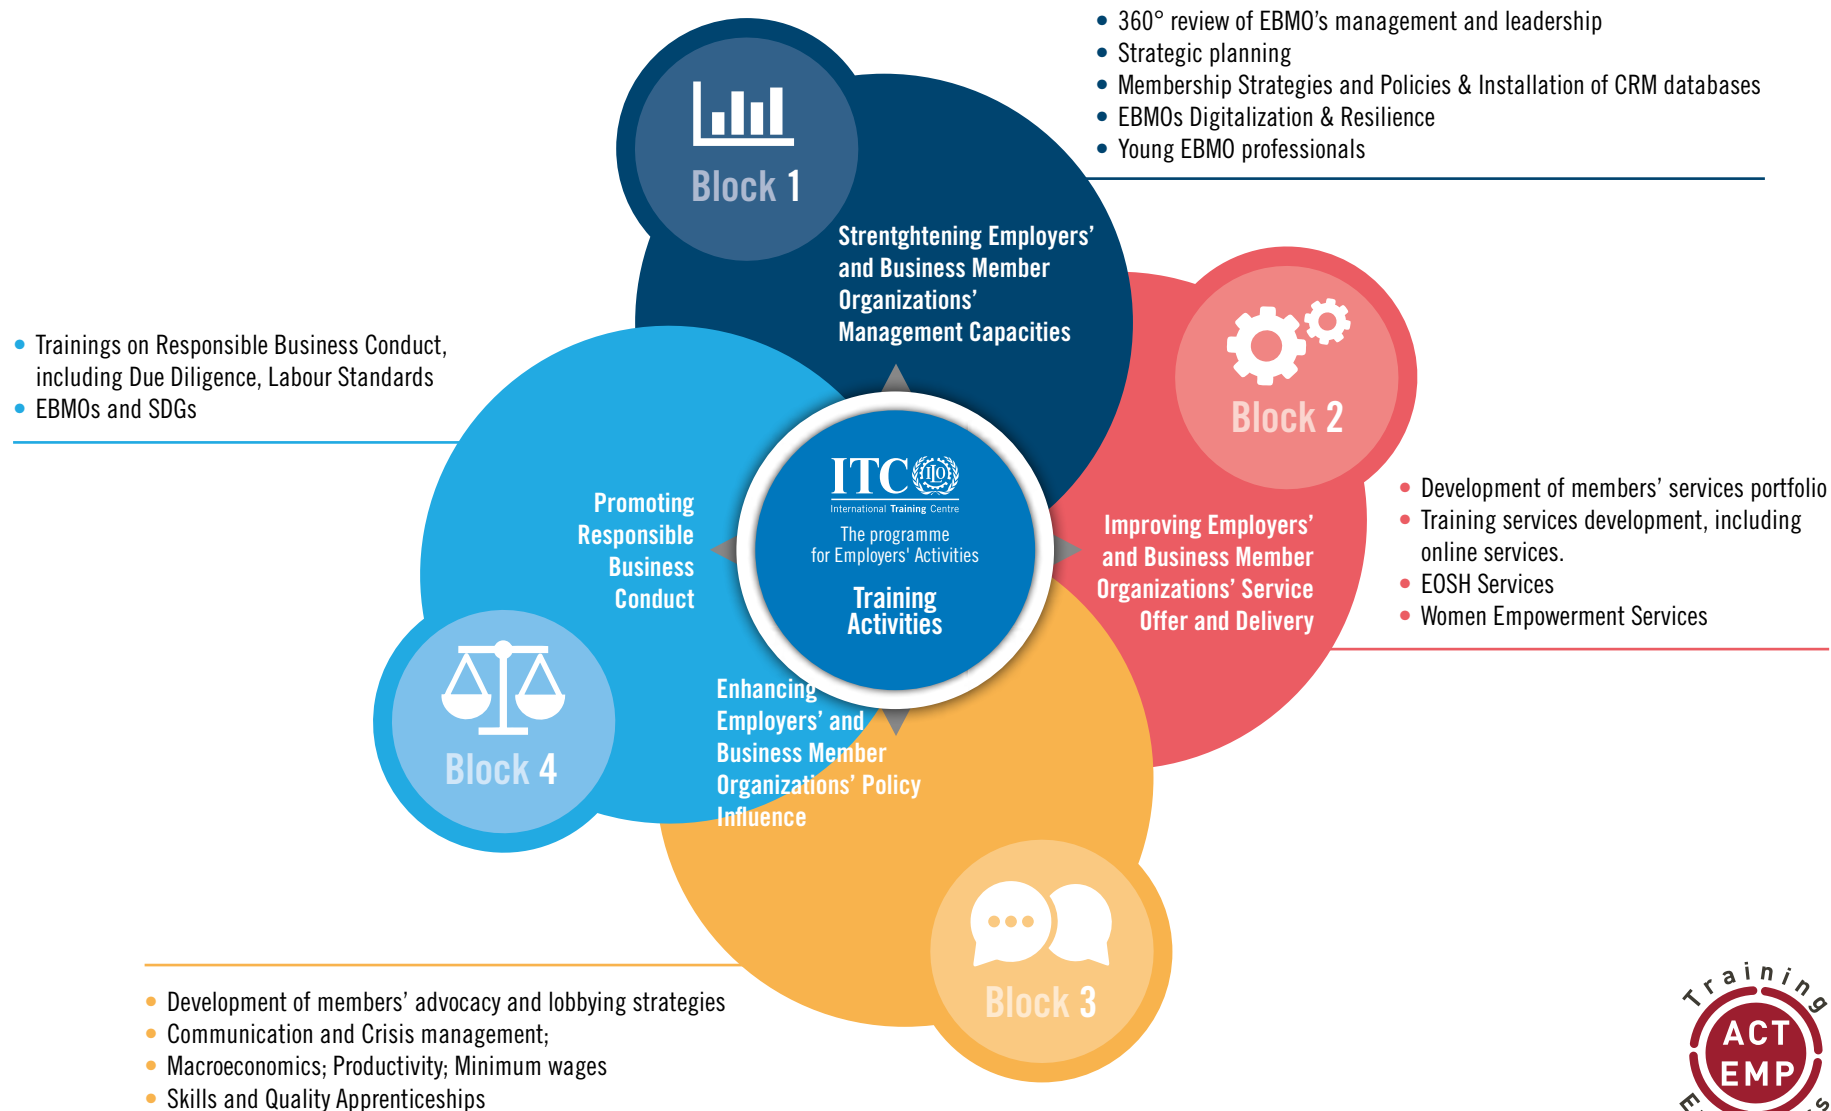 • 360° review of EBMO's management and leadership
• Strategic planning
• Membership Strategies and Policies & Installation of CRM databases
• EBMOs Digitalization & Resilience
• Young EBMO professionals
Block 1
Strentghtening Employers'
and Business Member
Organizations'
Management Capacities
Block 2
Improving Employers'
and Business Member
Organizations' Service
Offer and Delivery
• Development of members' services portfolio
• Training services development, including
online services.
• EOSH Services
• Women Empowerment Services
• Trainings on Responsible Business Conduct,
including Due Diligence, Labour Standards
• EBMOs and SDGs
Promoting
Responsible
Business
Conduct
Block 4
ITC ILO
International Training Centre
The programme
for Employers' Activities
Training
Activities
Enhancing
Employers' and
Business Member
Organizations' Policy
Influence
Block 3
• Development of members' advocacy and lobbying strategies
• Communication and Crisis management;
• Macroeconomics; Productivity; Minimum wages
• Skills and Quality Apprenticeships
Training
ACT
EMP